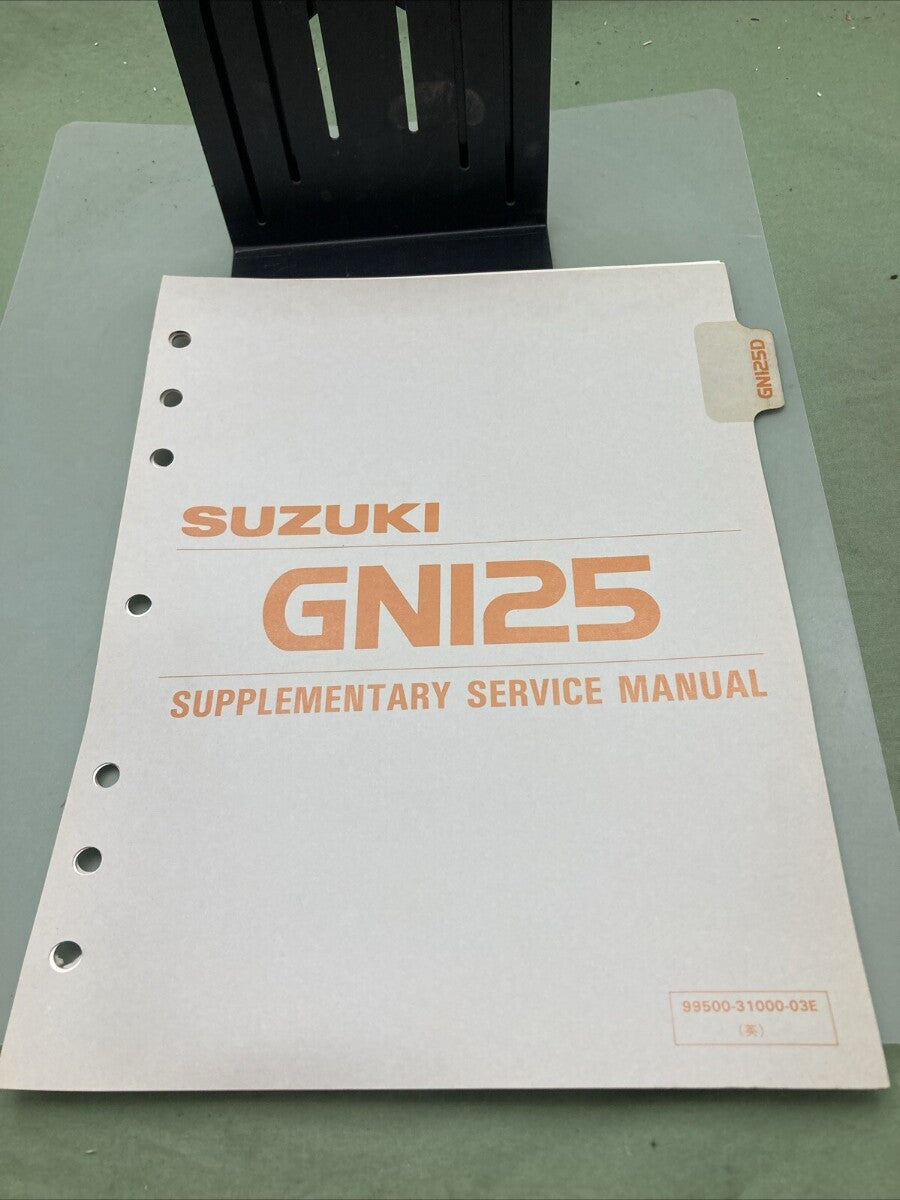 GN125D
SUZUKI
GN125
SUPPLEMENTARY SERVICE MANUAL
99500-31000-03E
(英)